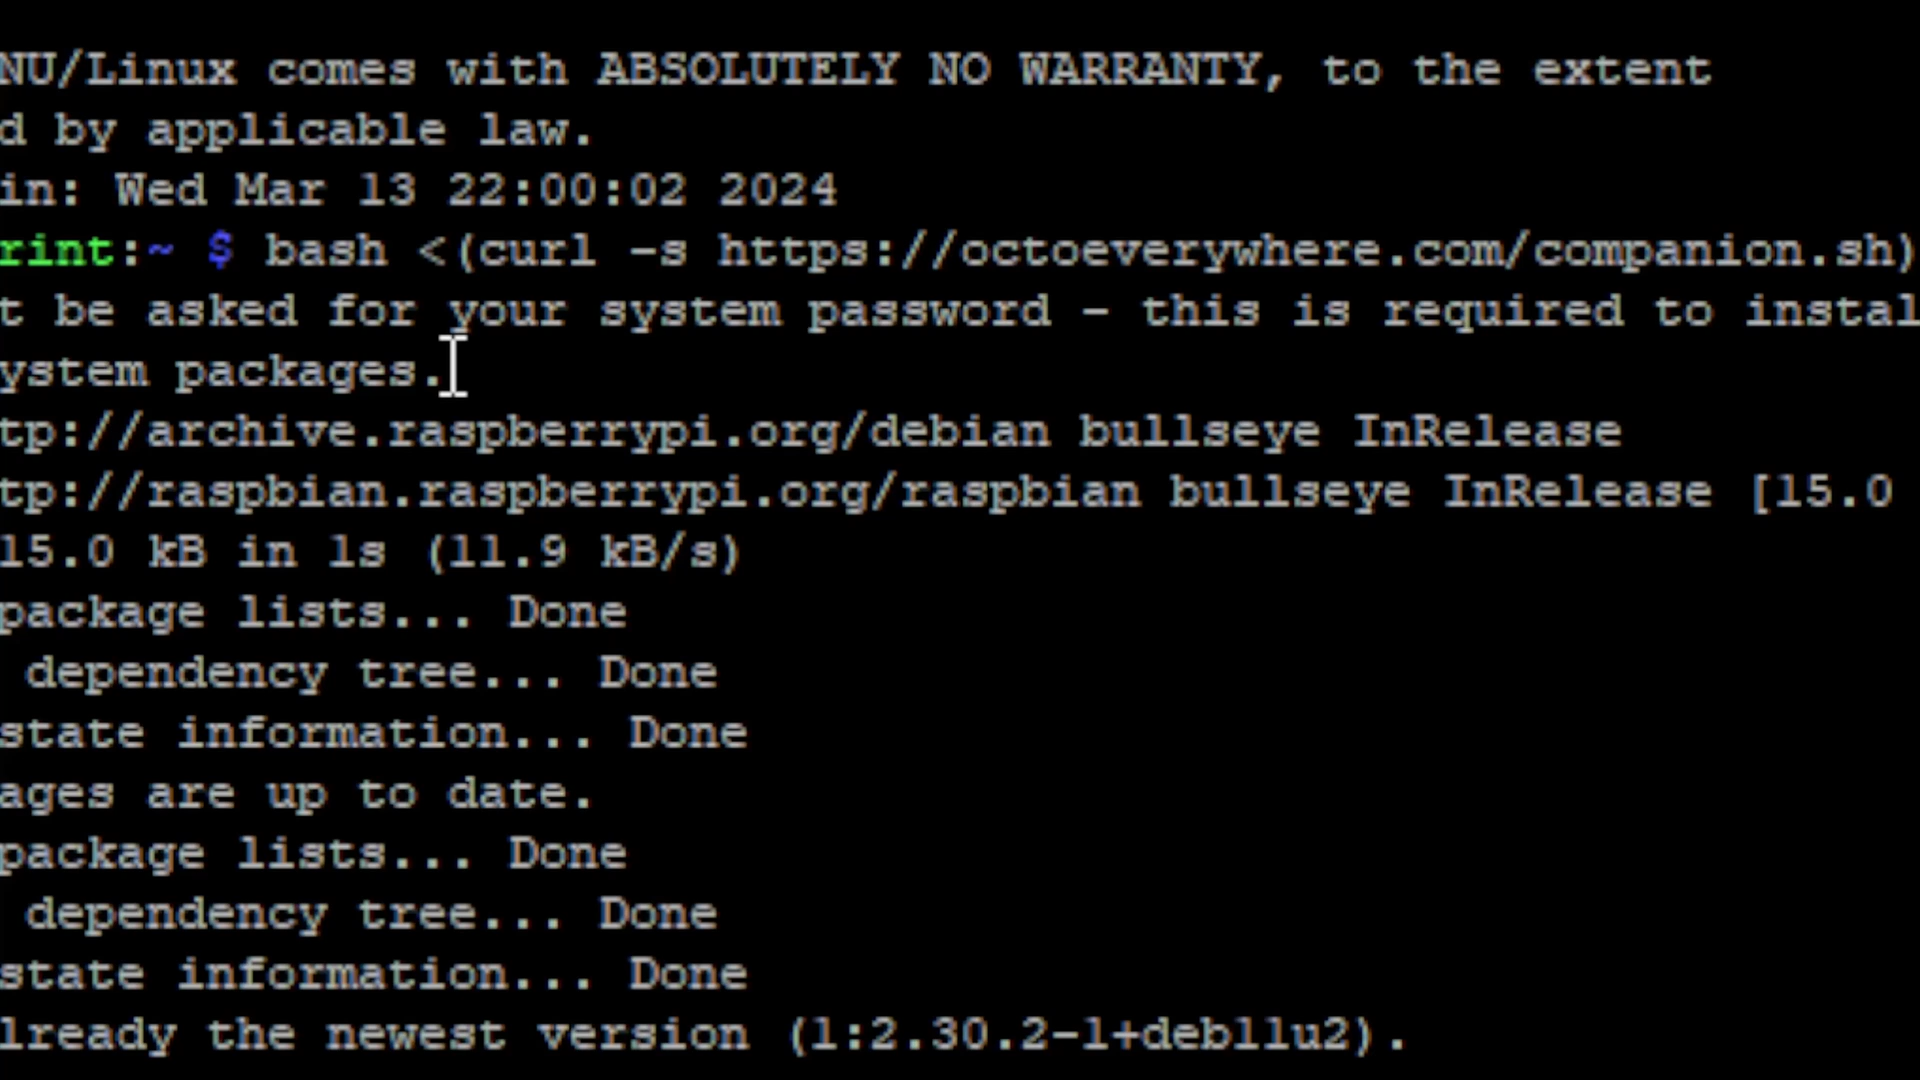 NU/Linux comes with ABSOLUTELY NO WARRANTY, to the extent
d by applicable law.
in: Wed Mar 13 22:00:02 2024
rint:~ $ bash <(curl -s https://octoeverywhere.com/companion.sh)
t be asked for your system password - this is required to instal
ystem packages.
tp://archive.raspberrypi.org/debian bullseye InRelease
tp://raspbian.raspberrypi.org/raspbian bullseye InRelease [15.0
15.0 kB in 1s (11.9 kB/s)
package lists... Done
dependency tree... Done
state information... Done
ages are up to date.
package lists... Done
dependency tree... Done
state information... Done
lready the newest version (1:2.30.2-1+deb11u2).